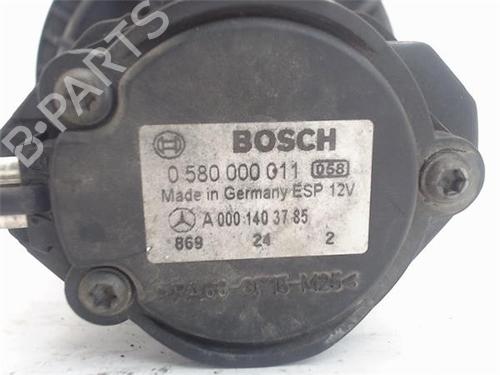 B-PARTS
BOSCH
0 580 000 011 058
Made in Germany ESP 12V
A 000 140 37 85
869 24 2